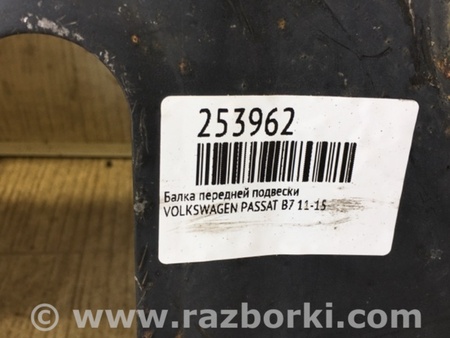 253962
Балка передней подвески
VOLKSWAGEN PASSAT B7 11-15
© www.razborki.com